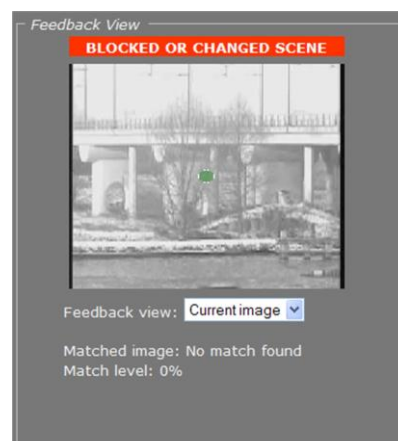 Feedback View
BLOCKED OR CHANGED SCENE
Feedback view: Current image
Matched image: No match found
Match level: 0%